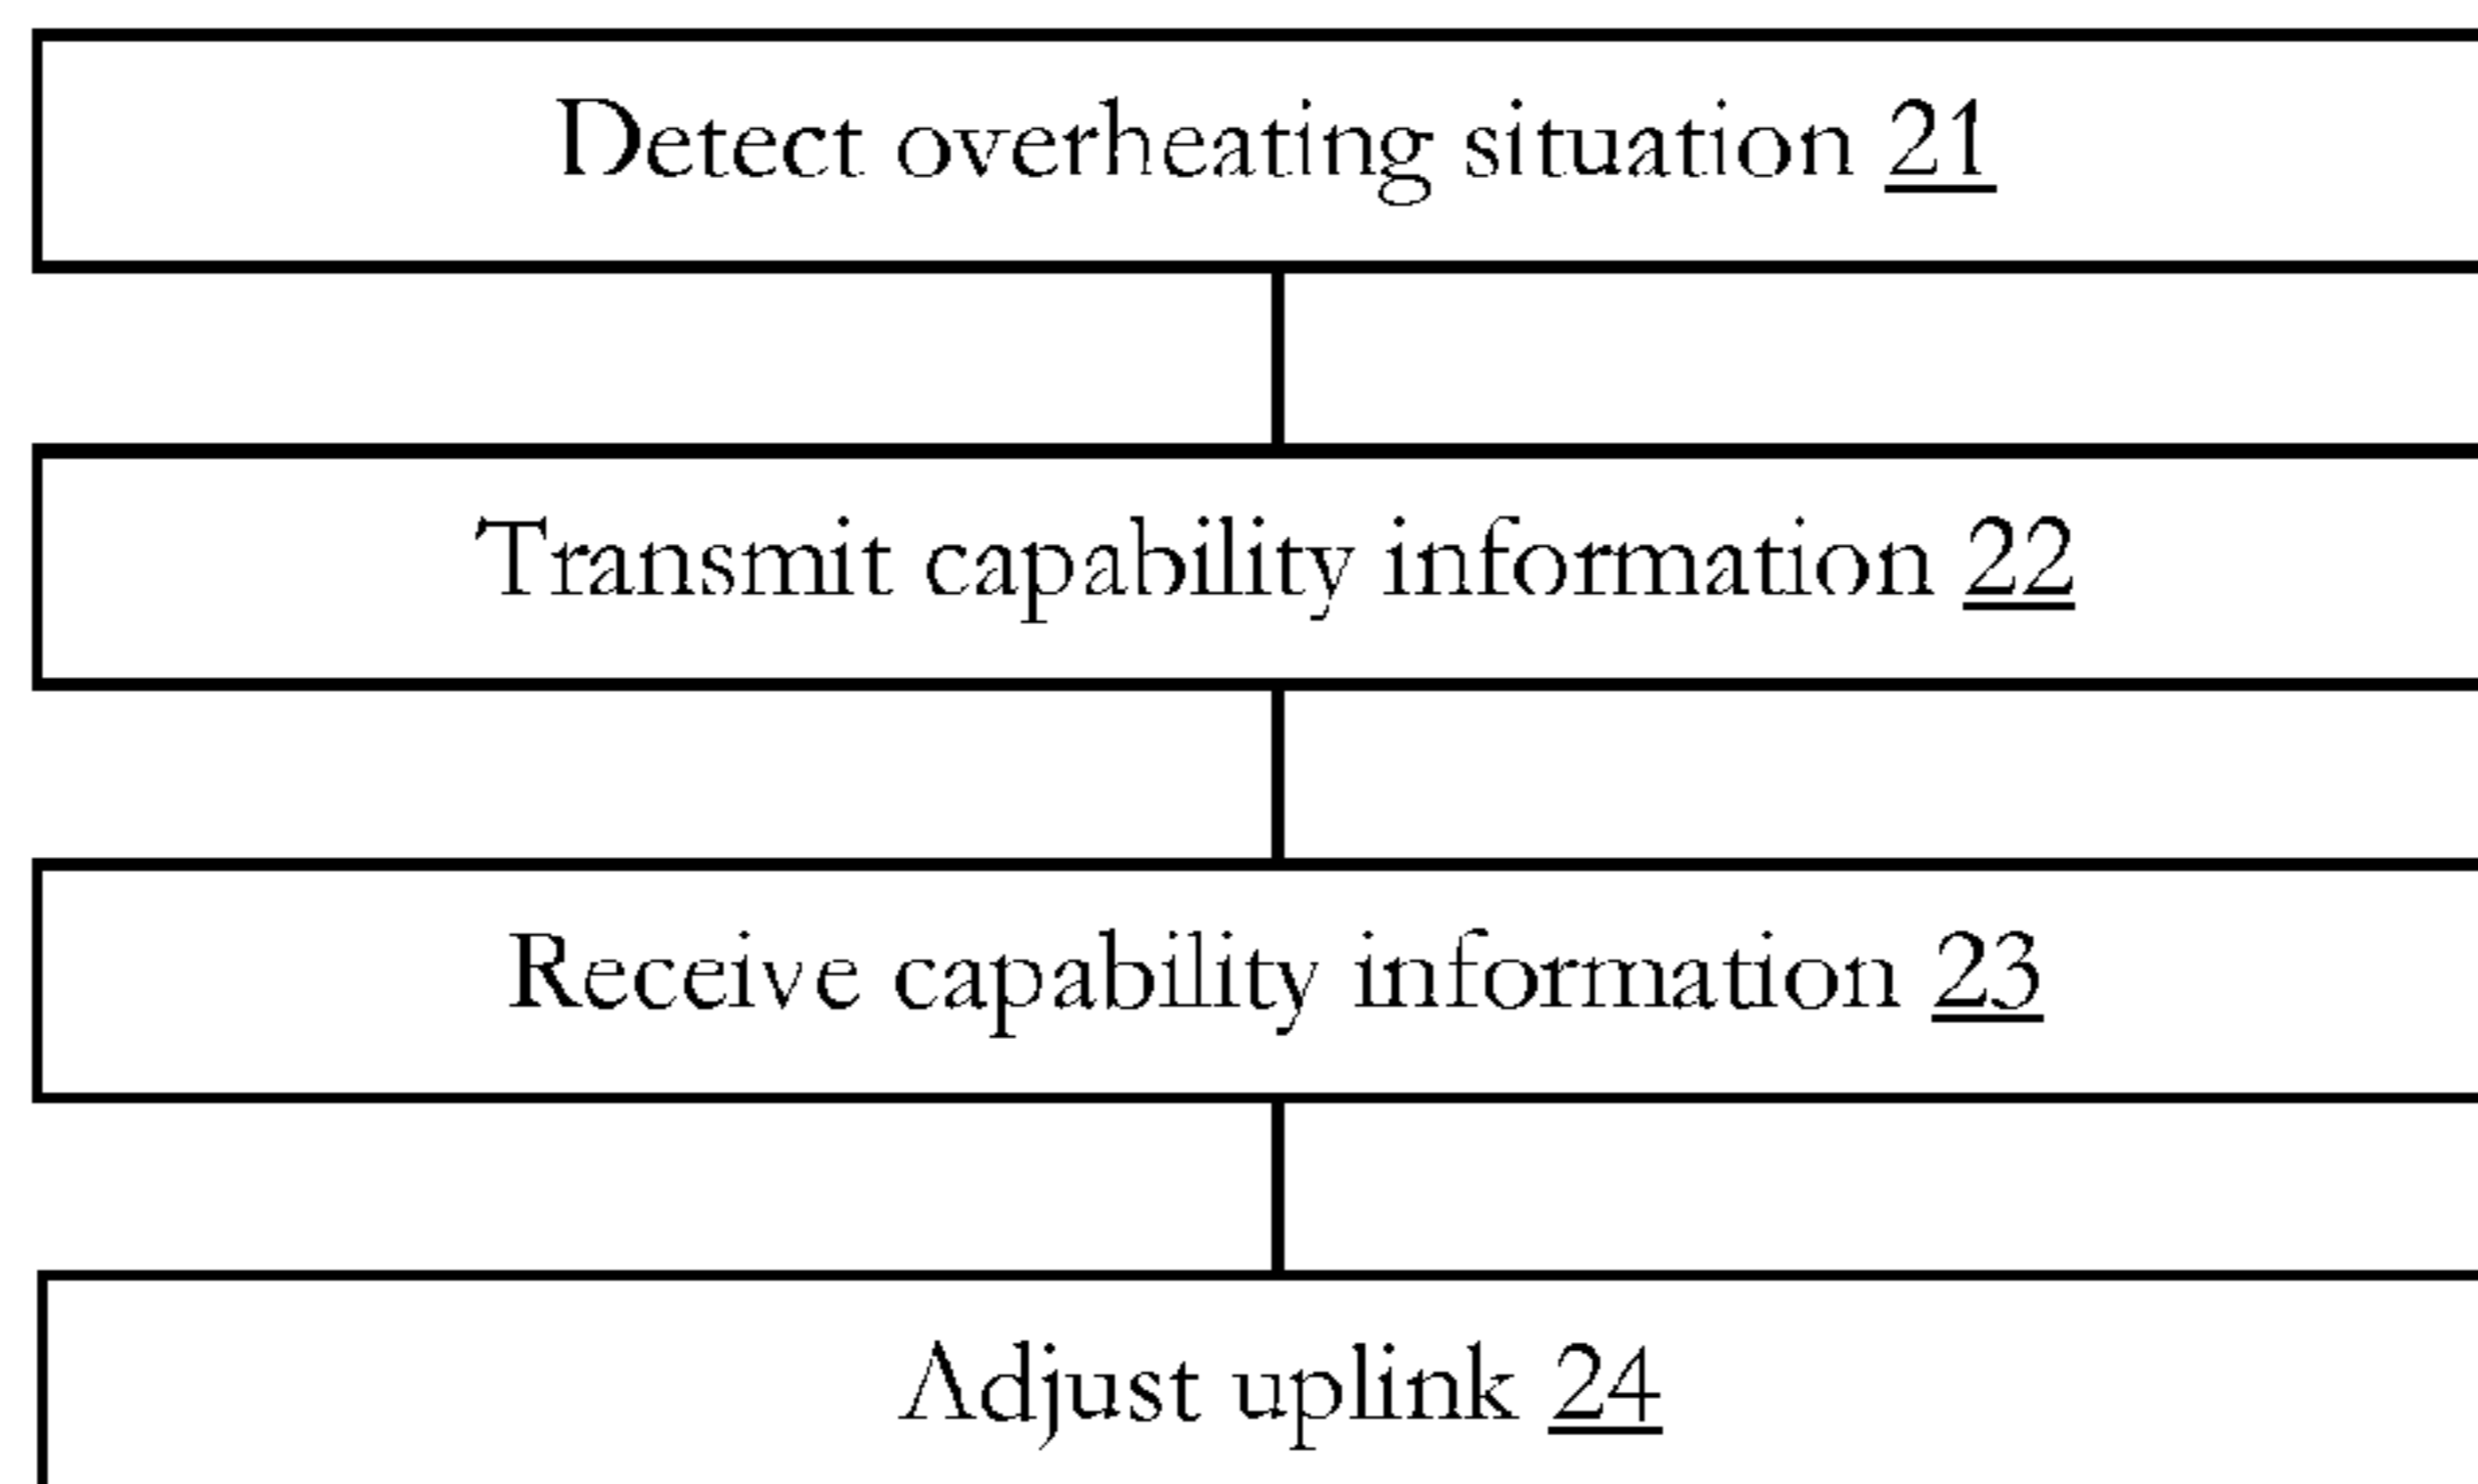 Detect overheating situation 21
Transmit capability information 22
Receive capability information 23
Adjust uplink 24